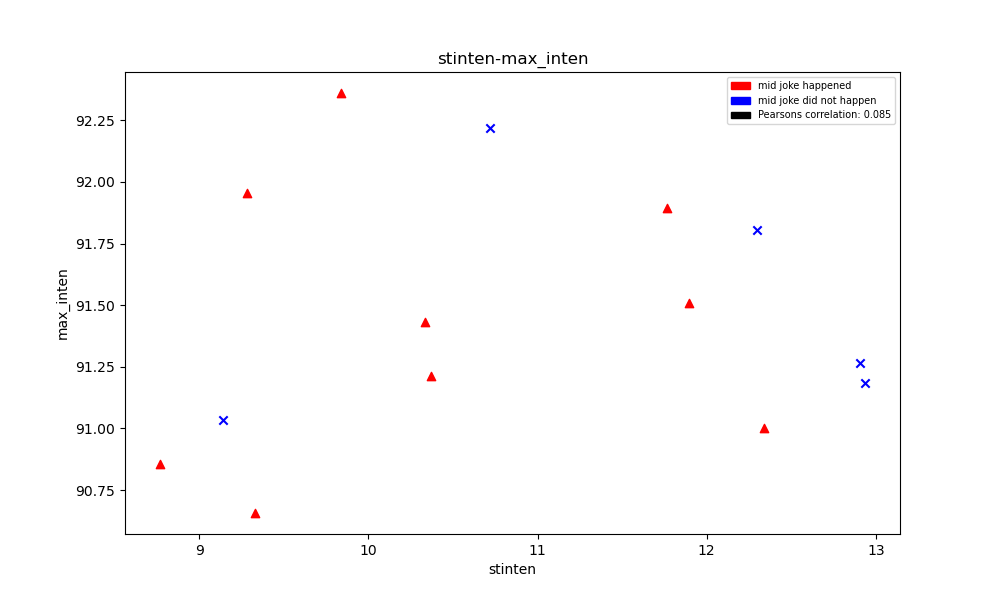 stinten-max_inten
mid joke happened
mid joke did not happen
Pearsons correlation: 0.085
92.25
92.00
91.75
91.50
91.25
91.00
90.75
max_inten
9 10 11 12 13
stinten